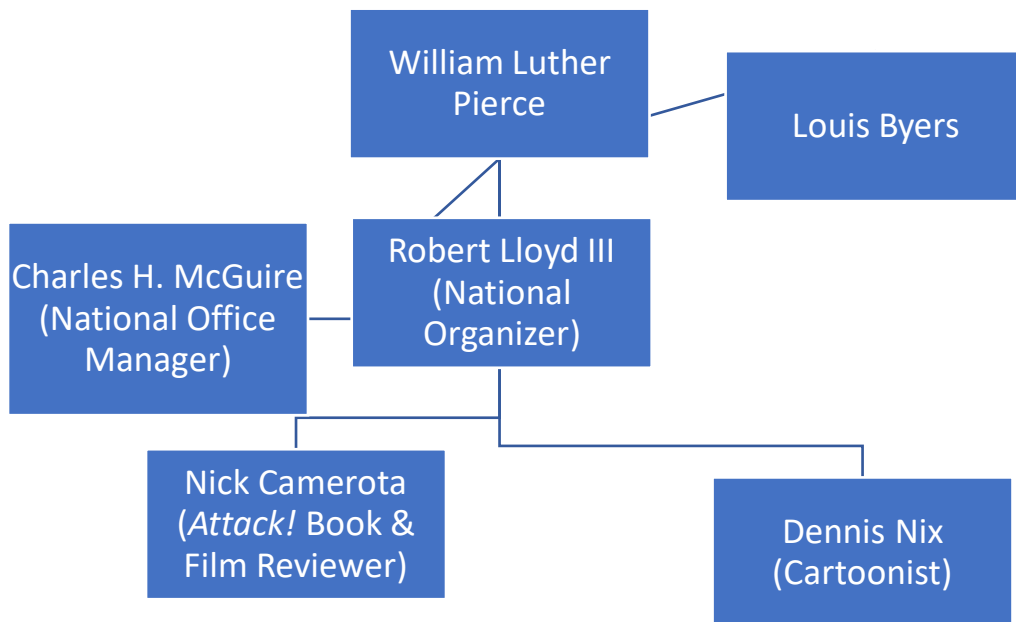 William Luther
Pierce
Louis Byers
Charles H. McGuire
(National Office
Manager)
Robert Lloyd III
(National
Organizer)
Nick Camerota
(Attack! Book &
Film Reviewer)
Dennis Nix
(Cartoonist)